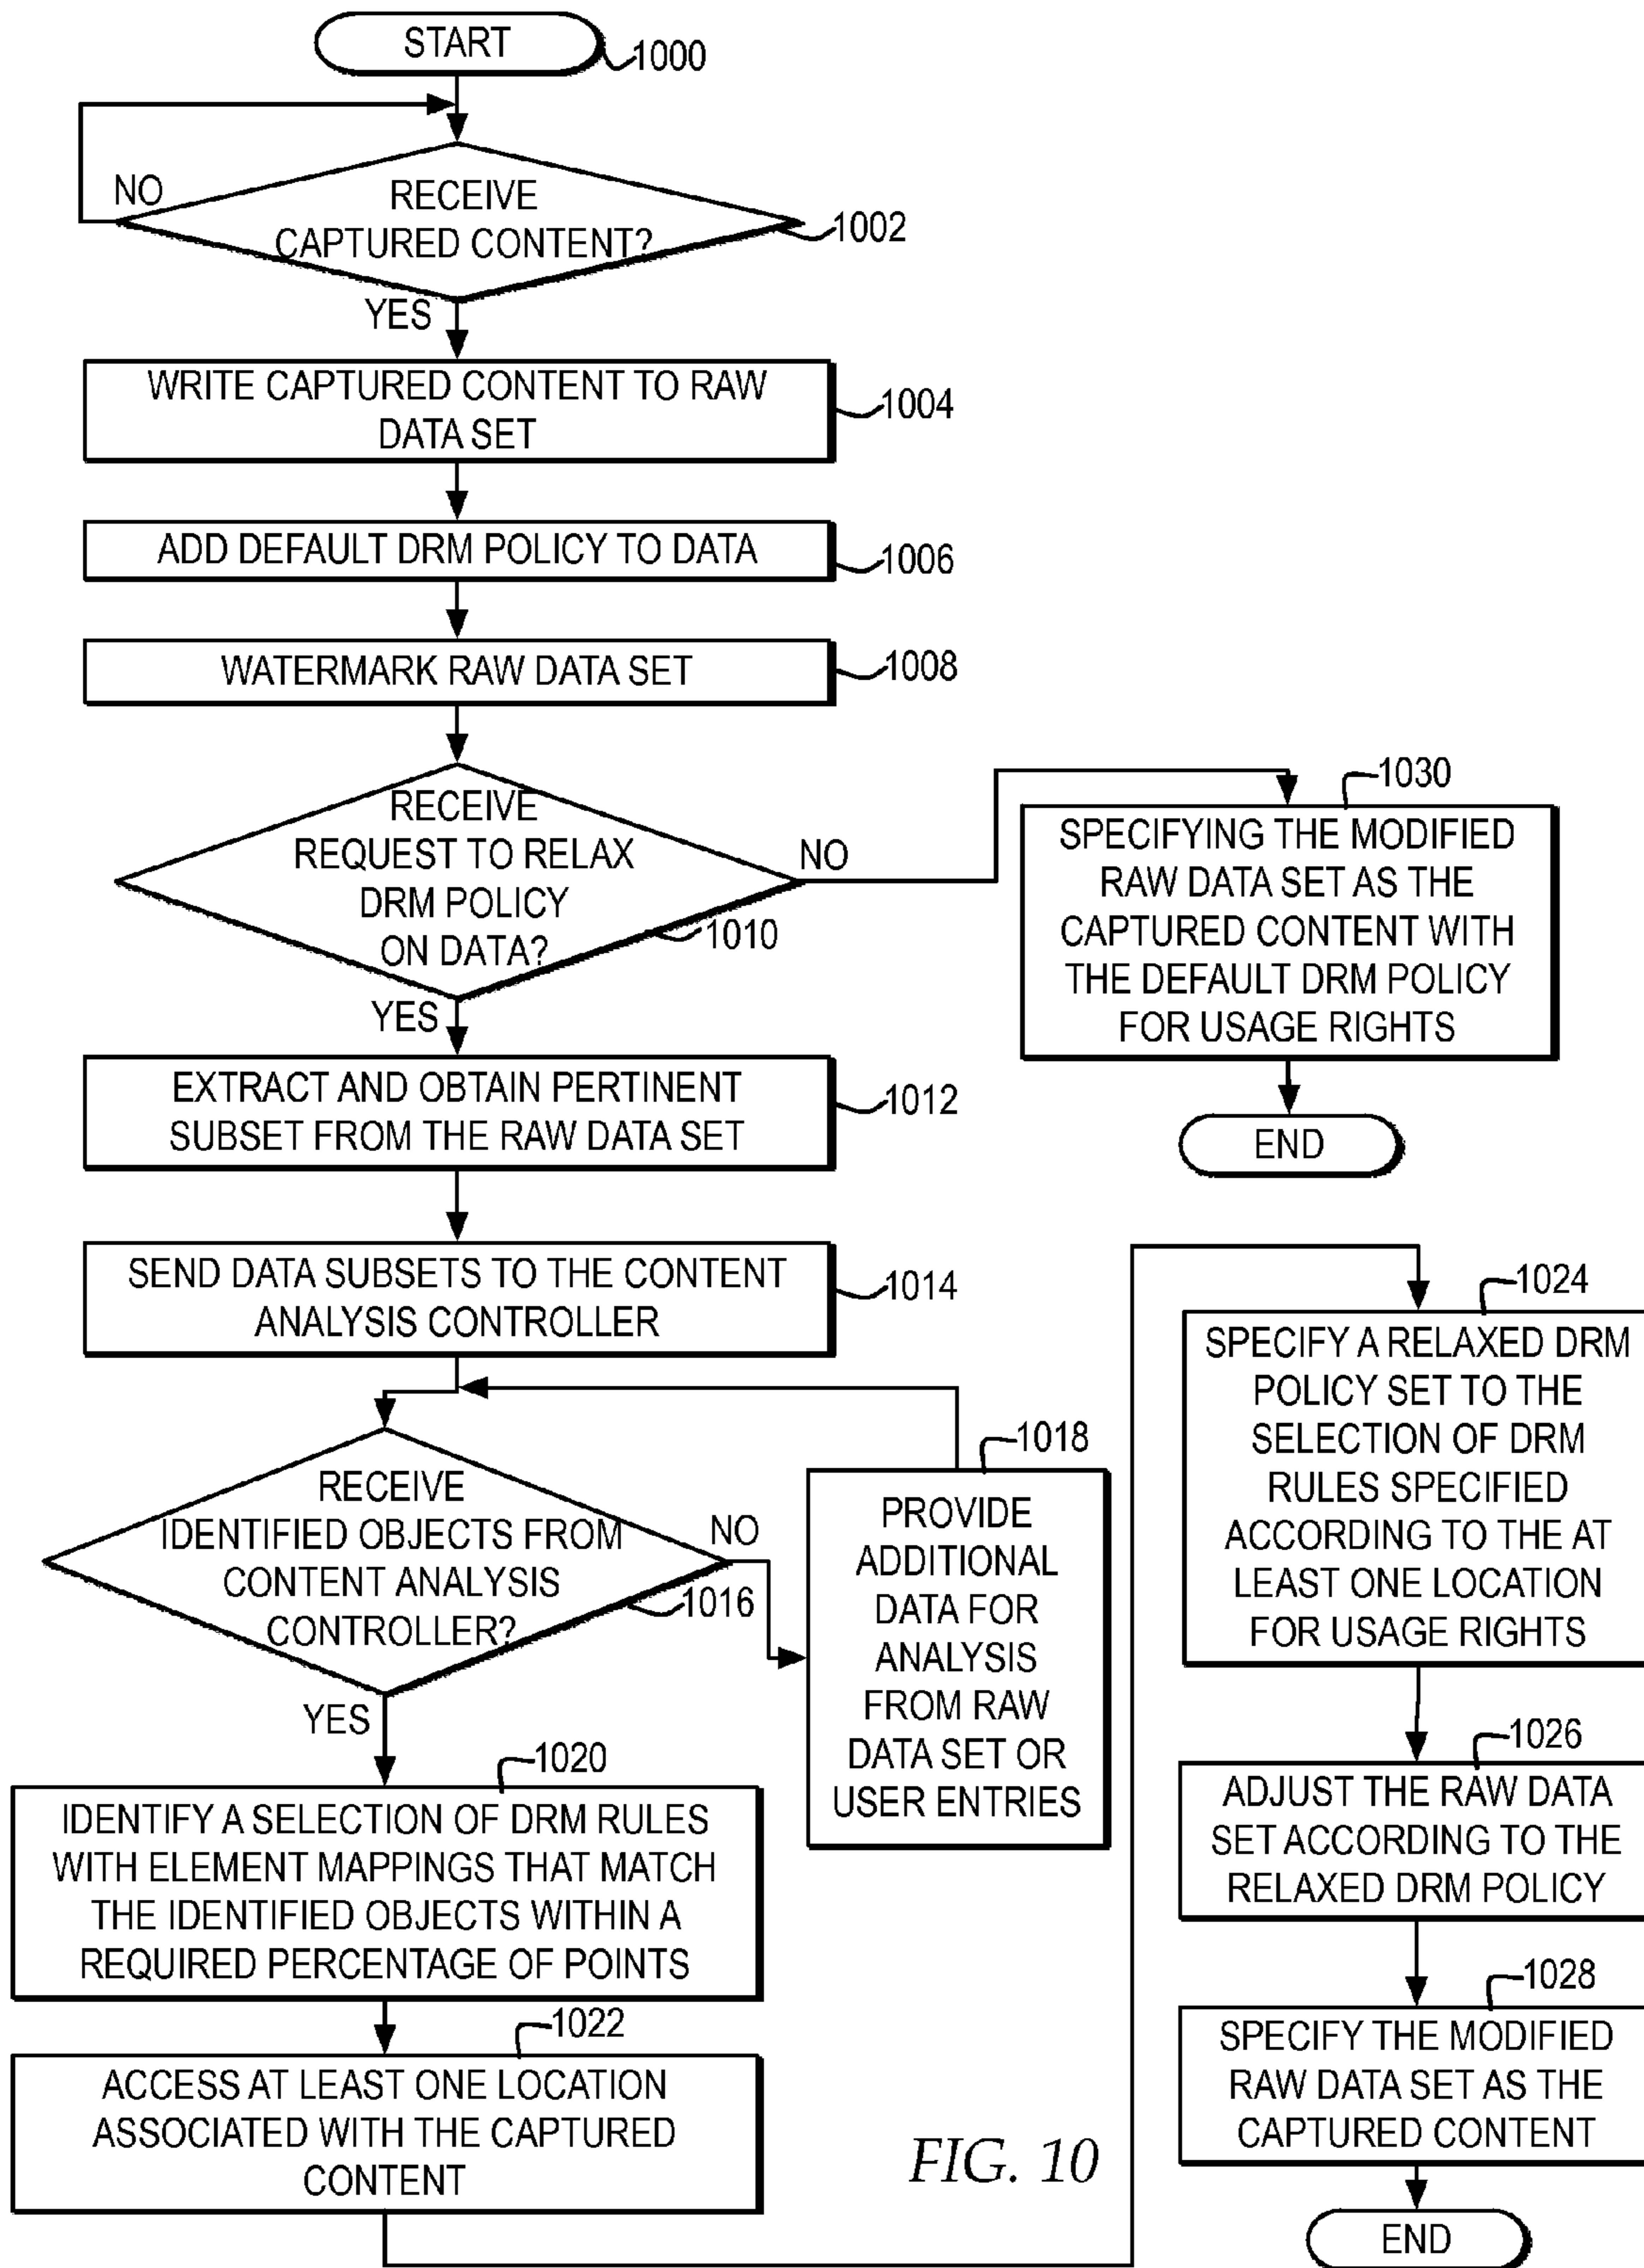 START
1000
NO
RECEIVE
CAPTURED CONTENT?
1002
YES
WRITE CAPTURED CONTENT TO RAW
DATA SET
1004
ADD DEFAULT DRM POLICY TO DATA
1006
WATERMARK RAW DATA SET
1008
RECEIVE
REQUEST TO RELAX
DRM POLICY
ON DATA?
1010
NO
YES
1030
SPECIFYING THE MODIFIED
RAW DATA SET AS THE
CAPTURED CONTENT WITH
THE DEFAULT DRM POLICY
FOR USAGE RIGHTS
END
EXTRACT AND OBTAIN PERTINENT
SUBSET FROM THE RAW DATA SET
1012
SEND DATA SUBSETS TO THE CONTENT
ANALYSIS CONTROLLER
1014
RECEIVE
IDENTIFIED OBJECTS FROM
CONTENT ANALYSIS
CONTROLLER?
1016
NO
YES
1018
PROVIDE
ADDITIONAL
DATA FOR
ANALYSIS
FROM RAW
DATA SET OR
USER ENTRIES
1020
IDENTIFY A SELECTION OF DRM RULES
WITH ELEMENT MAPPINGS THAT MATCH
THE IDENTIFIED OBJECTS WITHIN A
REQUIRED PERCENTAGE OF POINTS
1022
ACCESS AT LEAST ONE LOCATION
ASSOCIATED WITH THE CAPTURED
CONTENT
1024
SPECIFY A RELAXED DRM
POLICY SET TO THE
SELECTION OF DRM
RULES SPECIFIED
ACCORDING TO THE AT
LEAST ONE LOCATION
FOR USAGE RIGHTS
1026
ADJUST THE RAW DATA
SET ACCORDING TO THE
RELAXED DRM POLICY
1028
SPECIFY THE MODIFIED
RAW DATA SET AS THE
CAPTURED CONTENT
END
FIG. 10